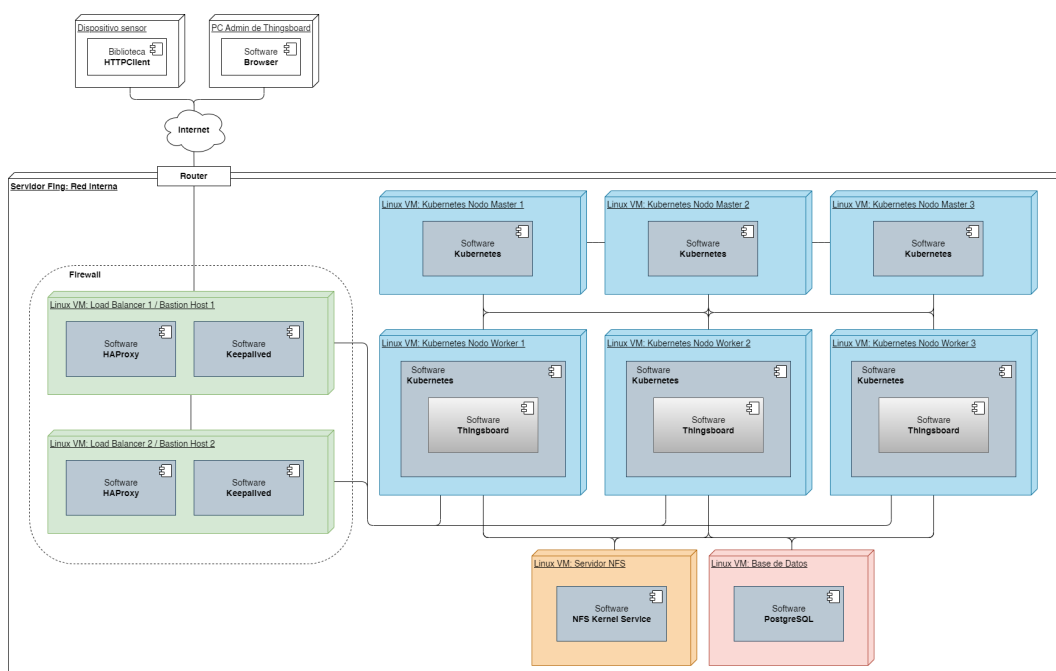 Dispositivo sensor
Biblioteca
HTTPClient
PC Admin de Thingsboard
Software
Browser
Internet
Router
Servidor Fing: Red Interna
Firewall
Linux VM: Load Balancer 1 / Bastion Host 1
Software
HAProxy
Software
Keepalived
Linux VM: Load Balancer 2 / Bastion Host 2
Software
HAProxy
Software
Keepalived
Linux VM: Kubernetes Nodo Master 1
Software
Kubernetes
Linux VM: Kubernetes Nodo Master 2
Software
Kubernetes
Linux VM: Kubernetes Nodo Master 3
Software
Kubernetes
Linux VM: Kubernetes Nodo Worker 1
Software
Kubernetes
Software
Thingsboard
Linux VM: Kubernetes Nodo Worker 2
Software
Kubernetes
Software
Thingsboard
Linux VM: Kubernetes Nodo Worker 3
Software
Kubernetes
Software
Thingsboard
Linux VM: Servidor NFS
Software
NFS Kernel Service
Linux VM: Base de Datos
Software
PostgreSQL